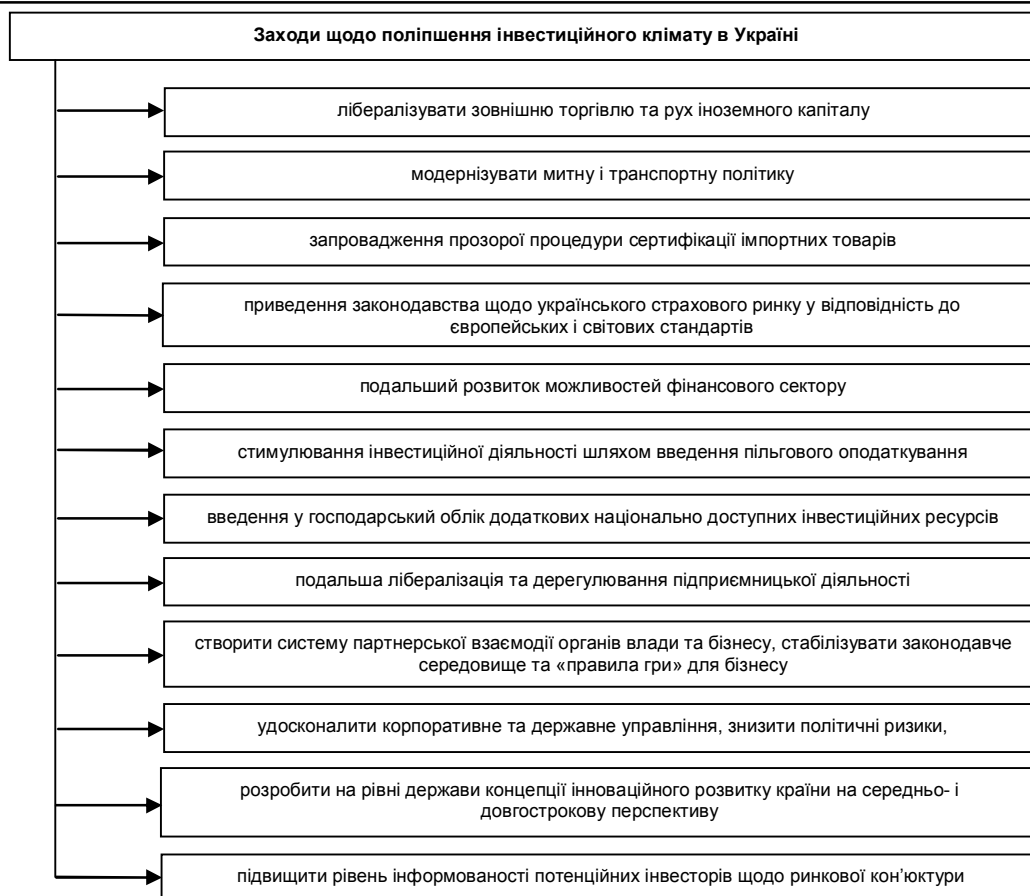 Заходи щодо поліпшення інвестиційного клімату в Україні
лібералізувати зовнішню торгівлю та рух іноземного капіталу
модернізувати митну і транспортну політику
запровадження прозорої процедури сертифікації імпортних товарів
приведення законодавства щодо українського страхового ринку у відповідність до
європейських і світових стандартів
подальший розвиток можливостей фінансового сектору
стимулювання інвестиційної діяльності шляхом введення пільгового оподаткування
введення у господарський облік додаткових національно доступних інвестиційних ресурсів
подальша лібералізація та дерегулювання підприємницької діяльності
створити систему партнерської взаємодії органів влади та бізнесу, стабілізувати законодавче
середовище та «правила гри» для бізнесу
удосконалити корпоративне та державне управління, знизити політичні ризики,
розробити на рівні держави концепції інноваційного розвитку країни на середньо- і
довгострокову перспективу
підвищити рівень інформованості потенційних інвесторів щодо ринкової кон’юктури